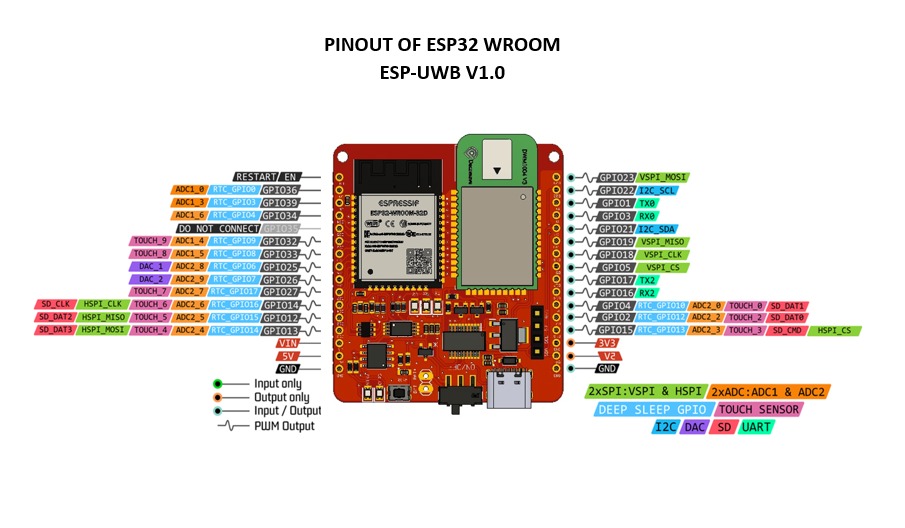 PINOUT OF ESP32 WROOM
ESP-UWB V1.0
RESTART EN
ADC1_0 RTC_GPIO0 GPIO36
ADC1_3 RTC_GPIO3 GPIO39
ADC1_6 RTC_GPIO4 GPIO34
DO NOT CONNECT GPIO35
TOUCH_9 ADC1_4 RTC_GPIO9 GPIO32
TOUCH_8 ADC1_5 RTC_GPIO8 GPIO33
DAC_1 ADC2_8 RTC_GPIO6 GPIO25
DAC_2 ADC2_9 RTC_GPIO7 GPIO26
TOUCH_7 ADC2_7 RTC_GPIO17 GPIO27
SD_CLK HSPI_CLK TOUCH_6 ADC2_6 RTC_GPIO16 GPIO14
SD_DAT2 HSPI_MISO TOUCH_5 ADC2_5 RTC_GPIO15 GPIO12
SD_DAT3 HSPI_MOSI TOUCH_4 ADC2_4 RTC_GPIO14 GPIO13
VIN
5V
GND
Input only
Output only
Input / Output
PWM Output
ESPRESSIF
ESP32-WROOM-32D
DWM1004 V3
Decawave
GPIO23 VSPI_MOSI
GPIO22 I2C_SCL
GPIO1 TX0
GPIO3 RX0
GPIO21 I2C_SDA
GPIO19 VSPI_MISO
GPIO18 VSPI_CLK
GPIO5 VSPI_CS
GPIO17 TX2
GPIO16 RX2
GPIO4 RTC_GPIO10 ADC2_0 TOUCH_0 SD_DAT1
GPIO2 RTC_GPIO12 ADC2_2 TOUCH_2 SD_DAT0
GPIO15 RTC_GPIO13 ADC2_3 TOUCH_3 SD_CMD HSPI_CS
3V3
V2
GND
2xSPI:VSPI & HSPI 2xADC:ADC1 & ADC2
DEEP SLEEP GPIO TOUCH SENSOR
I2C DAC SD UART